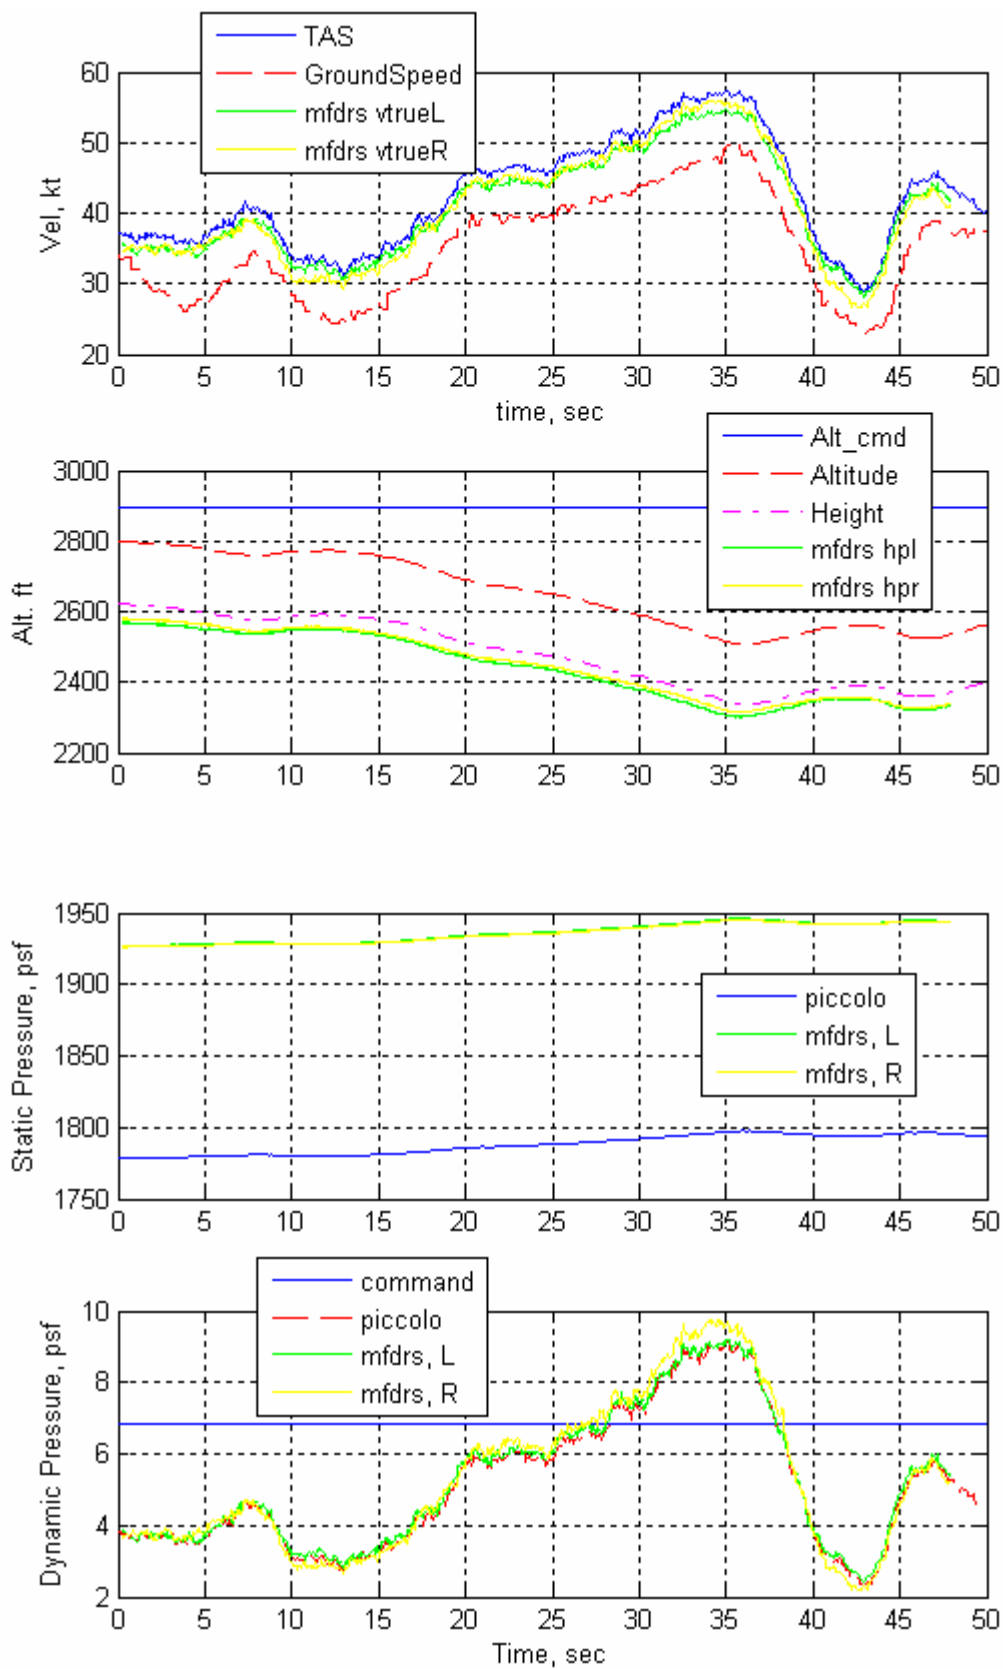 TAS
GroundSpeed
mfdrs vtrueL
mfdrs vtrueR
60
50
40
30
20
Vel, kt
0 5 10 15 20 25 30 35 40 45 50
time, sec
Alt_cmd
Altitude
Height
mfdrs hpl
mfdrs hpr
3000
2800
2600
2400
2200
Alt. ft
0 5 10 15 20 25 30 35 40 45 50
1950
1900
1850
1800
1750
Static Pressure, psf
piccolo
mfdrs, L
mfdrs, R
0 5 10 15 20 25 30 35 40 45 50
command
piccolo
mfdrs, L
mfdrs, R
10
8
6
4
2
Dynamic Pressure, psf
0 5 10 15 20 25 30 35 40 45 50
Time, sec